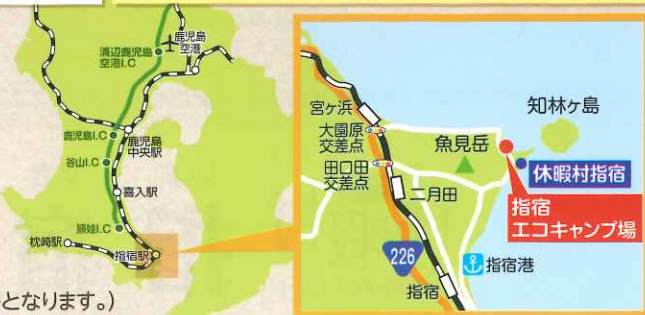 鹿児島
空港
溝辺鹿児島
空港I.C
鹿児島I.C
鹿児島
中央駅
谷山I.C
喜入駅
頴娃I.C
枕崎駅
指宿駅
となります。)
宮ヶ浜
大園原
交差点
田口田
交差点
二月田
魚見岳
知林ヶ島
休暇村指宿
指宿
エコキャンプ場
226
指宿港
指宿